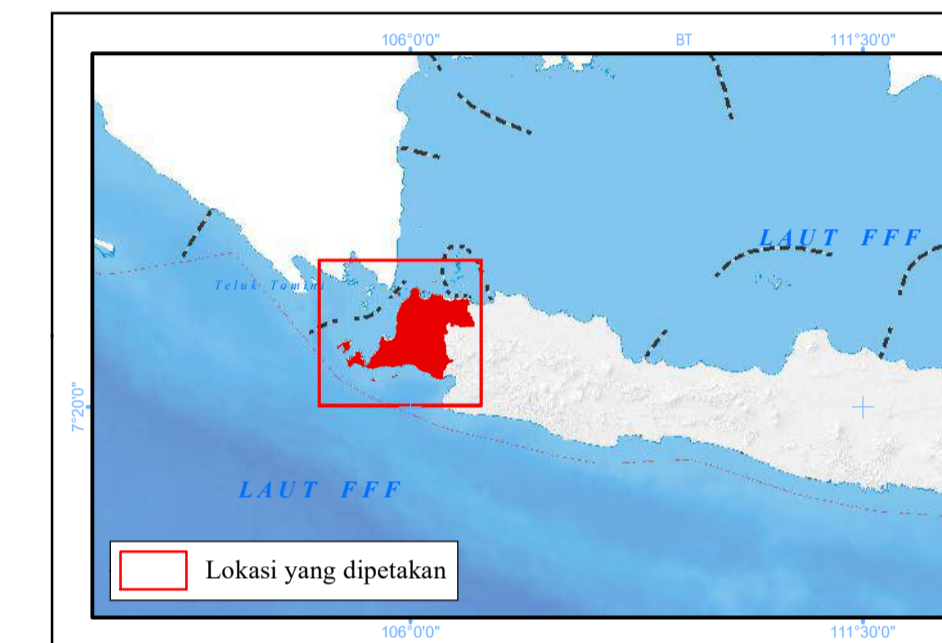 106°0'0" BT 111°30'0"
LAUT FFF
Teluk Tomini
7°20'0"
LAUT FFF
Lokasi yang dipetakan
106°0'0" 111°30'0"